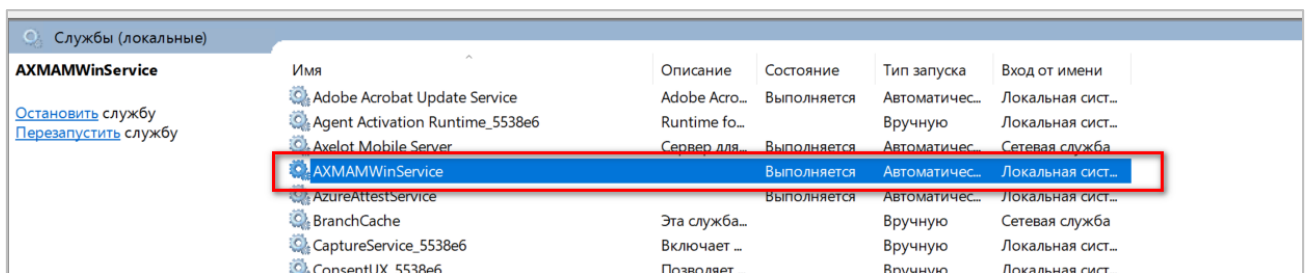 Службы (локальные)
AXMAMWinService
Остановить службу
Перезапустить службу
Имя Описание Состояние Тип запуска Вход от имени
Adobe Acrobat Update Service Adobe Acro... Выполняется Автоматичес... Локальная сист...
Agent Activation Runtime_5538e6 Runtime fo... Вручную Локальная сист...
Axelot Mobile Server Сервер для... Выполняется Автоматичес... Сетевая служба
AXMAMWinService Выполняется Автоматичес... Локальная сист...
AzureAttestService Выполняется Автоматичес... Локальная сист...
BranchCache Эта служба... Вручную Сетевая служба
CaptureService_5538e6 Включает ... Вручную Локальная сист...
ConsentUX_5538e6 Позволяет ... Вручную Локальная сист...